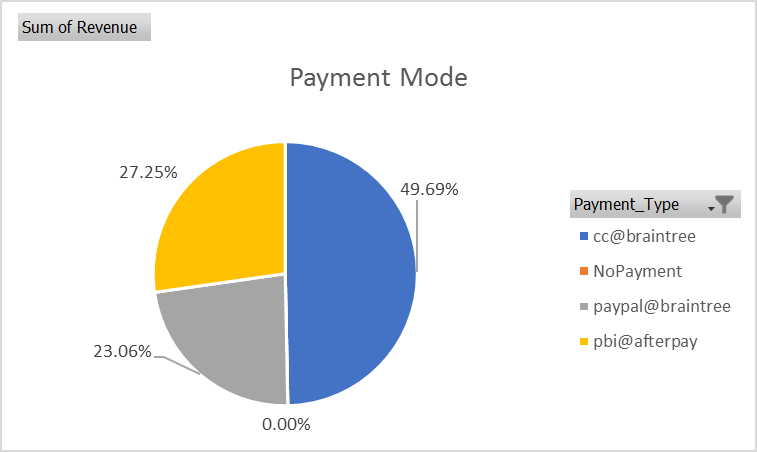 Sum of Revenue
Payment Mode
27.25%
49.69%
23.06%
0.00%
Payment_Type
cc@braintree
NoPayment
paypal@braintree
pbi@afterpay